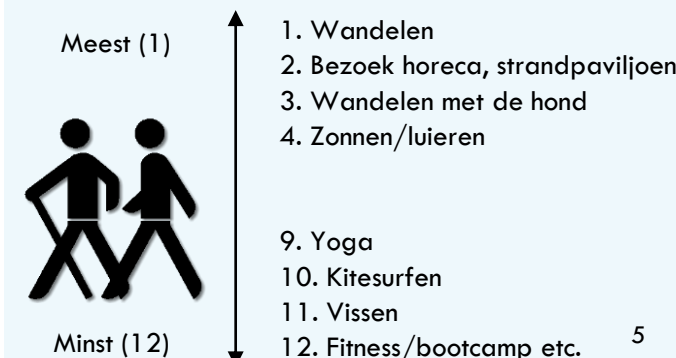 Meest (1)
1. Wandelen
2. Bezoek horeca, strandpaviljoen
3. Wandelen met de hond
4. Zonnen/luieren
9. Yoga
10. Kitesurfen
11. Vissen
12. Fitness/bootcamp etc.
Minst (12)
5